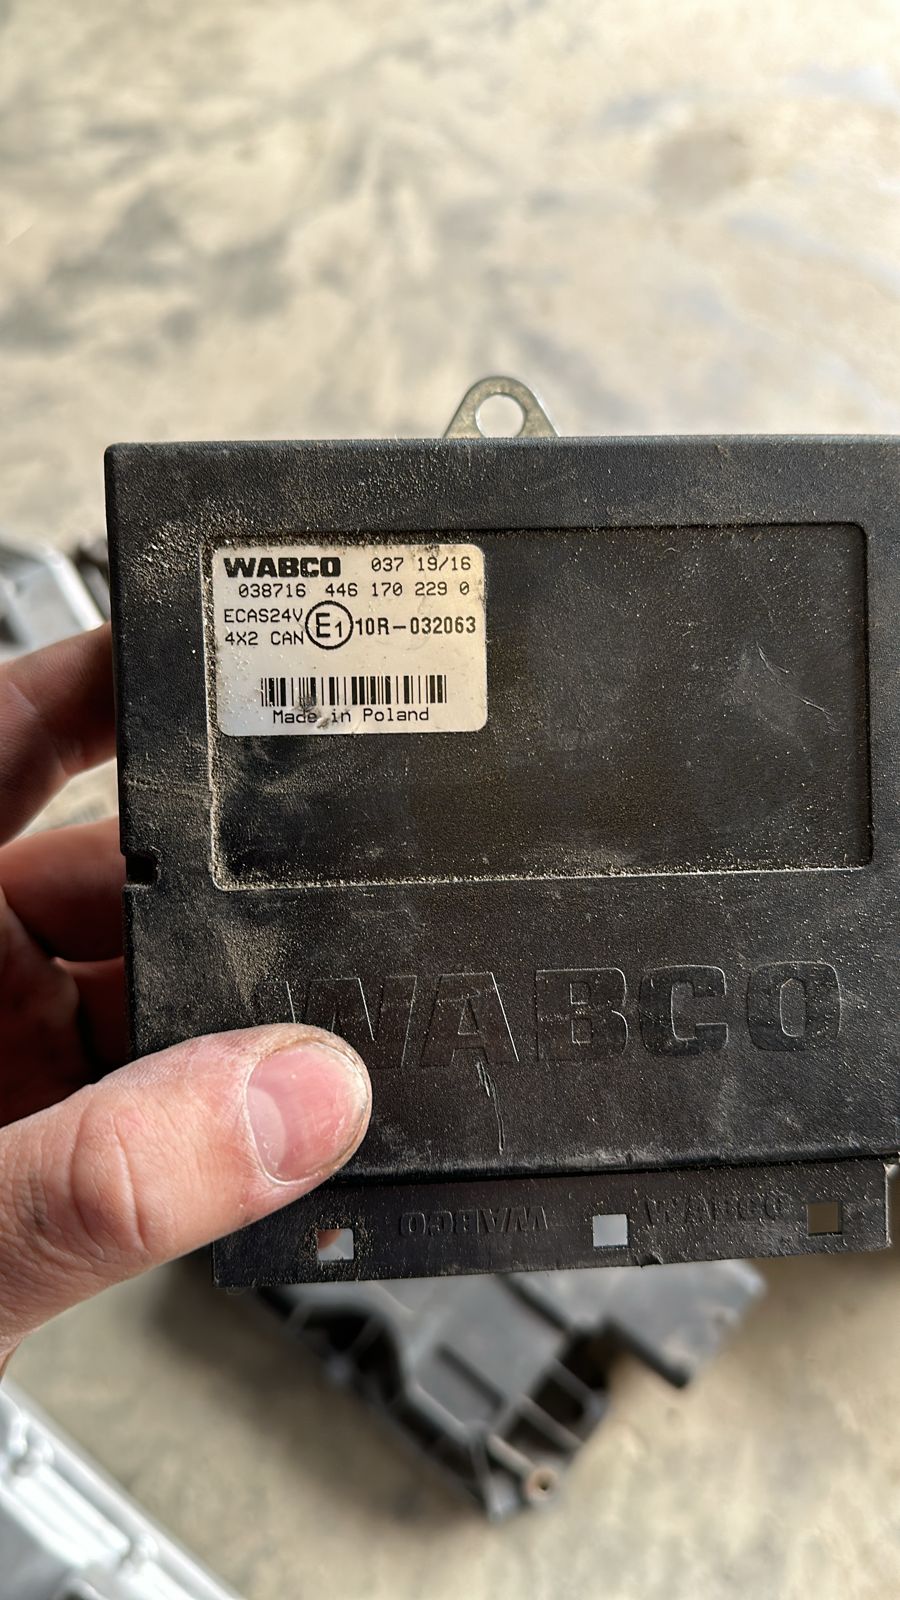 WABCO 037 19/16
038716 446 170 229 0
ECAS24V
4X2 CAN E1 10R-032063
Made in Poland
WABCO
WABCO WABCO